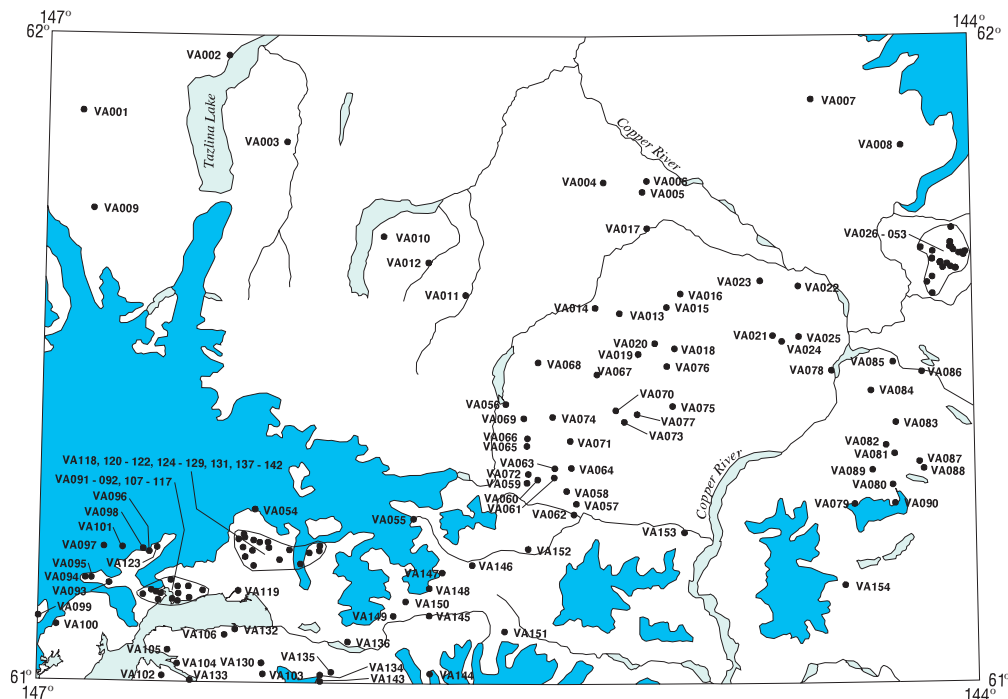 147°
144°
62°
62°
VA002
VA001
VA007
Tazlina Lake
Copper River
VA003
VA008
VA004
VA006
VA005
VA009
VA017
VA026 - 053
VA010
VA012
VA023
VA022
VA011
VA016
VA014
VA013
VA015
VA021
VA025
VA020
VA024
VA019
VA018
VA068
VA067
VA076
VA078
VA085
VA086
VA084
VA070
VA056
VA075
VA069
VA074
VA077
VA083
VA073
VA066
VA065
VA071
VA082
VA081
VA118, 120 - 122, 124 - 129, 131, 137 - 142
VA063
VA064
VA087
VA088
VA072
VA089
VA091 - 092, 107 - 117
VA059
VA080
Copper River
VA096
VA060
VA058
VA061
VA057
VA079
VA090
VA098
VA054
VA062
VA055
VA101
VA153
VA097
VA152
VA123
VA095
VA146
VA094
VA147
VA093
VA119
VA148
VA154
VA099
VA150
VA100
VA149
VA145
VA106
VA132
VA151
VA136
VA105
VA135
VA104
VA130
VA134
VA102
VA133
VA103
VA143
VA144
61°
61°
147°
144°